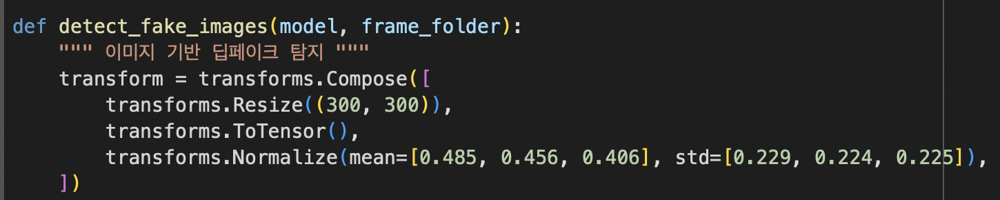 def detect_fake_images(model, frame_folder):
    """ 이미지 기반 딥페이크 탐지 """
    transform = transforms.Compose([
        transforms.Resize((300, 300)),
        transforms.ToTensor(),
        transforms.Normalize(mean=[0.485, 0.456, 0.406], std=[0.229, 0.224, 0.225]),
    ])